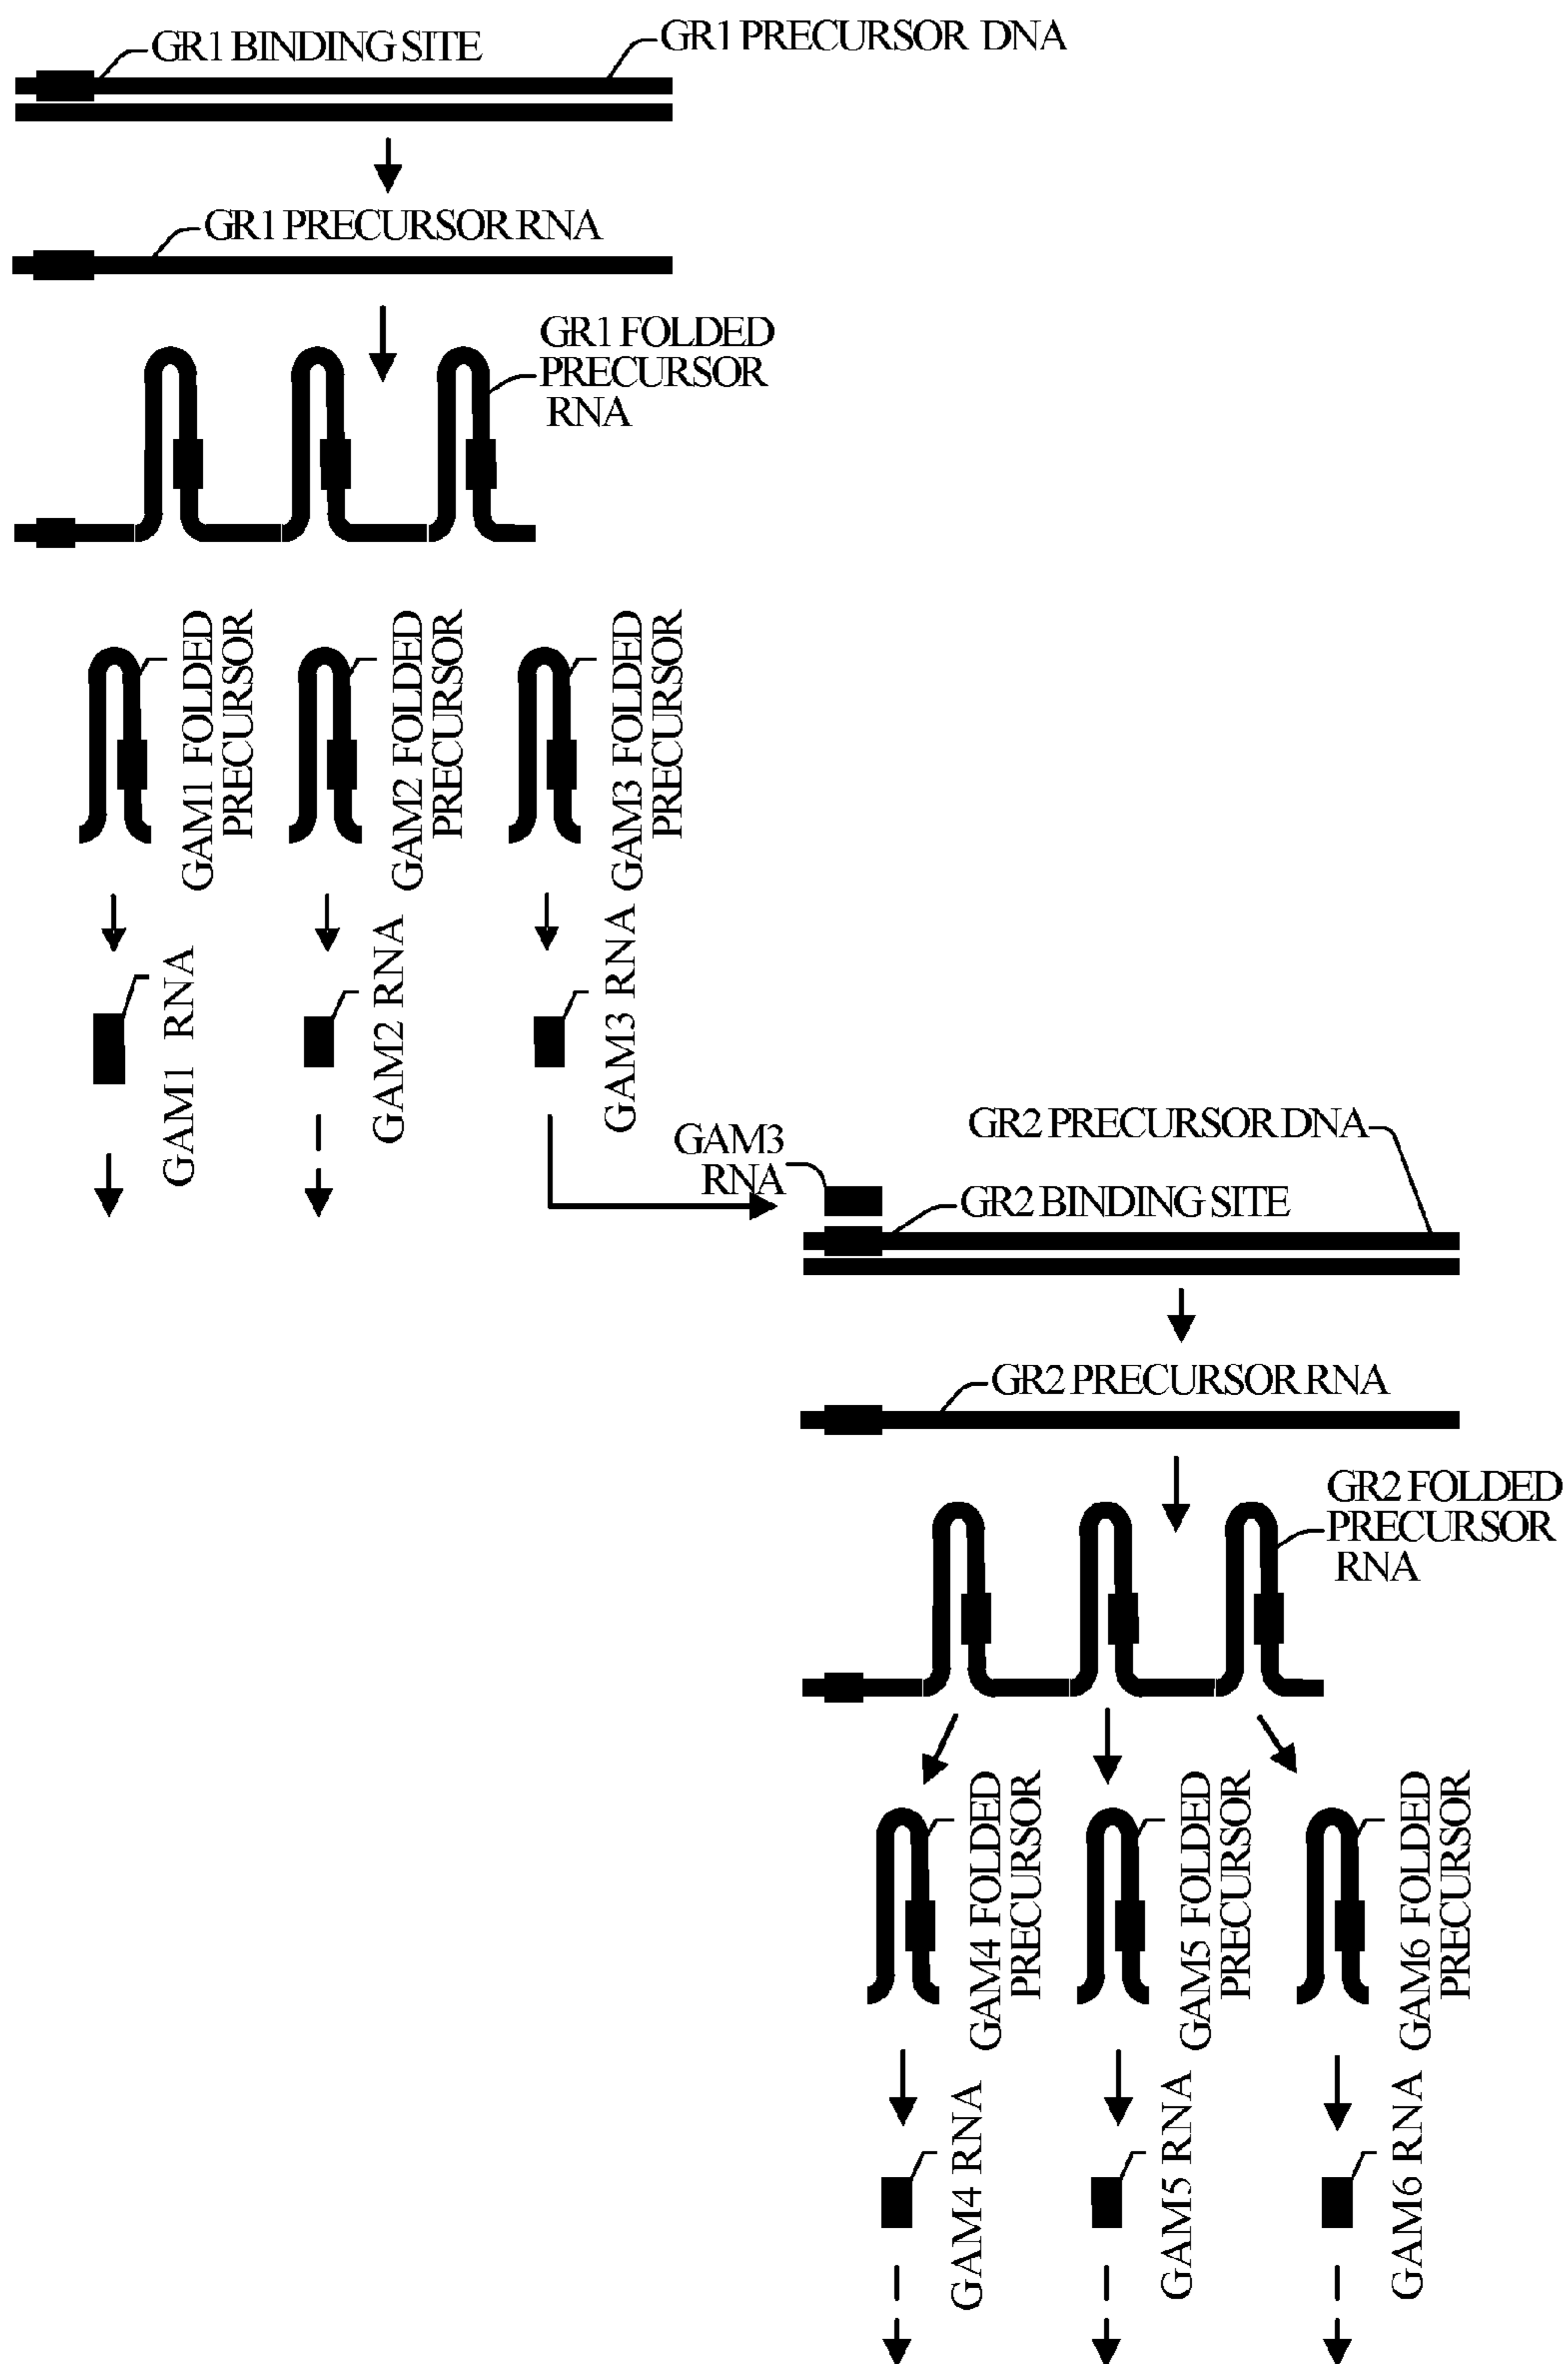 GR1 BINDING SITE
GR1 PRECURSOR DNA
GR1 PRECURSOR RNA
GR1 FOLDED
PRECURSOR
RNA
GAM1 FOLDED
PRECURSOR
GAM2 FOLDED
PRECURSOR
GAM3 FOLDED
PRECURSOR
GAM1 RNA
GAM2 RNA
GAM3 RNA
GAM3
RNA
GR2 PRECURSOR DNA
GR2 BINDING SITE
GR2 PRECURSOR RNA
GR2 FOLDED
PRECURSOR
RNA
GAM4 FOLDED
PRECURSOR
GAM5 FOLDED
PRECURSOR
GAM6 FOLDED
PRECURSOR
GAM4 RNA
GAM5 RNA
GAM6 RNA